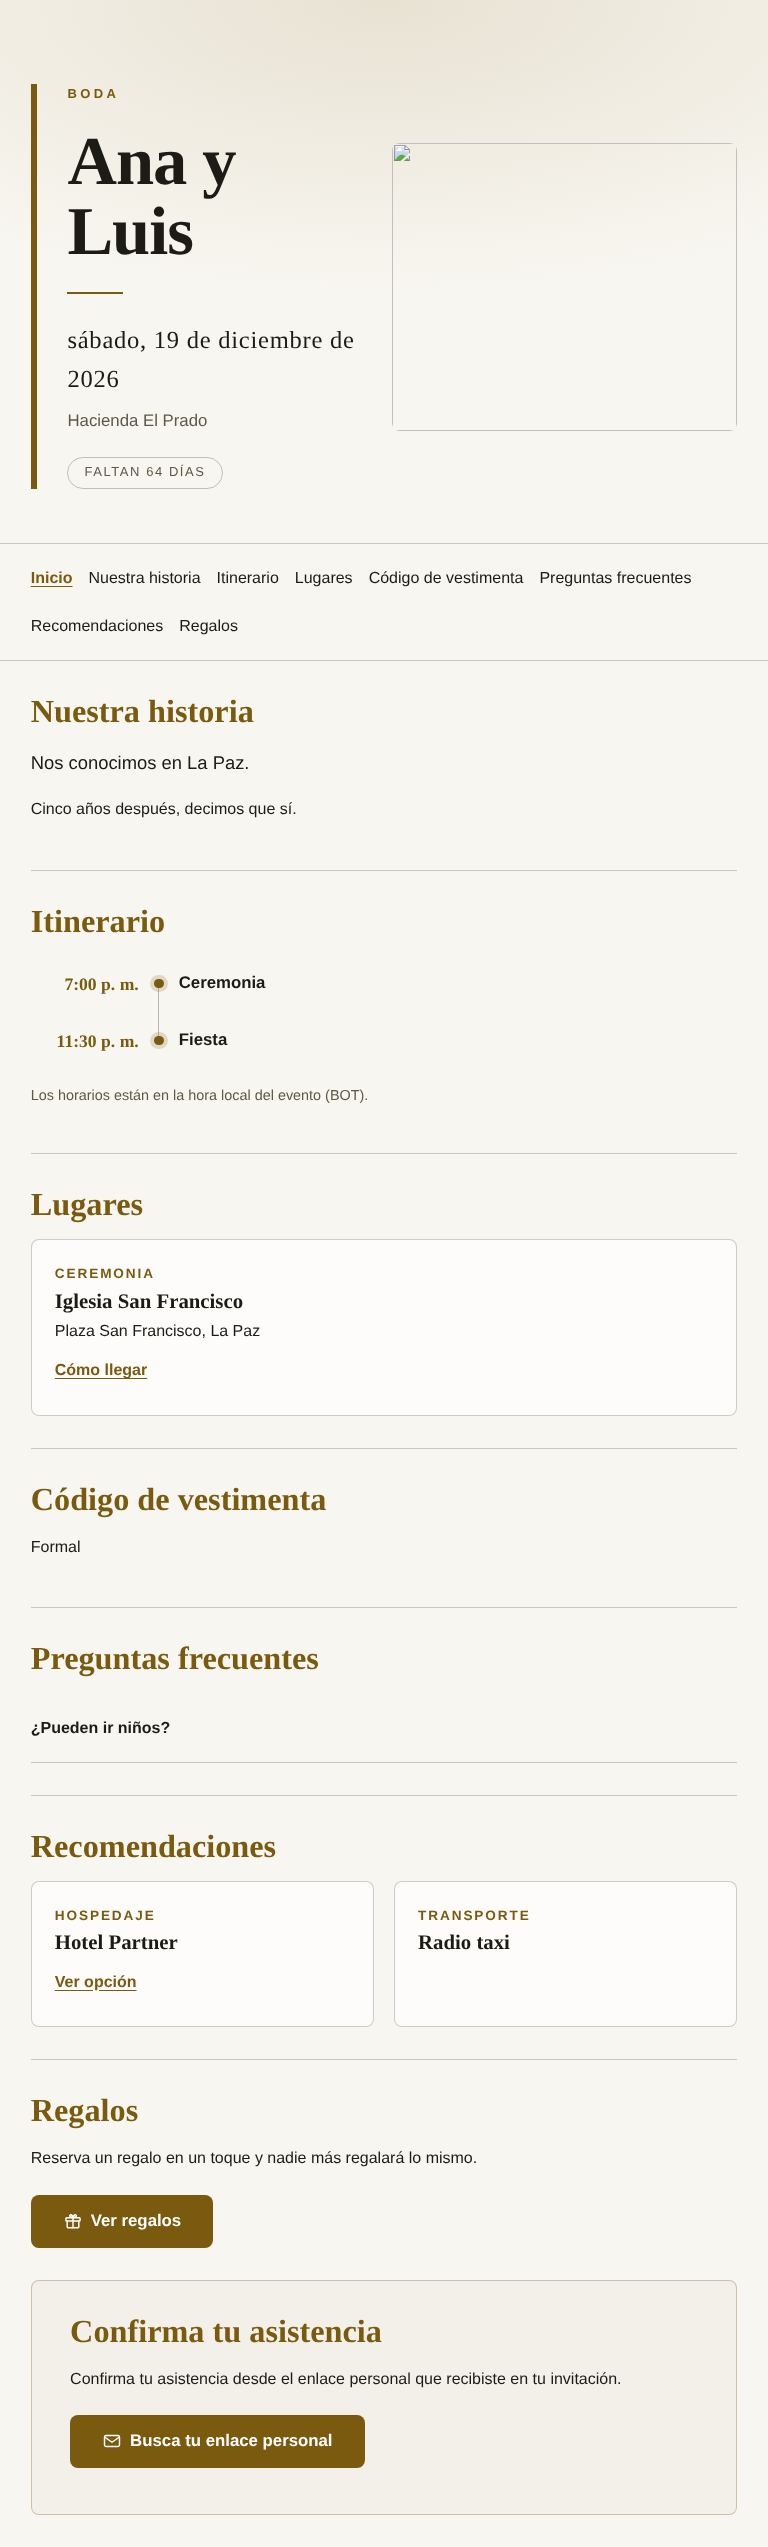 BODA
Ana y
Luis
sábado, 19 de diciembre de
2026
Hacienda El Prado
FALTAN 64 DÍAS
Inicio Nuestra historia Itinerario Lugares Código de vestimenta Preguntas frecuentes
Recomendaciones Regalos
Nuestra historia
Nos conocimos en La Paz.
Cinco años después, decimos que sí.
Itinerario
7:00 p. m. Ceremonia
11:30 p. m. Fiesta
Los horarios están en la hora local del evento (BOT).
Lugares
CEREMONIA
Iglesia San Francisco
Plaza San Francisco, La Paz
Cómo llegar
Código de vestimenta
Formal
Preguntas frecuentes
¿Pueden ir niños?
Recomendaciones
HOSPEDAJE
Hotel Partner
Ver opción
TRANSPORTE
Radio taxi
Regalos
Reserva un regalo en un toque y nadie más regalará lo mismo.
Ver regalos
Confirma tu asistencia
Confirma tu asistencia desde el enlace personal que recibiste en tu invitación.
Busca tu enlace personal